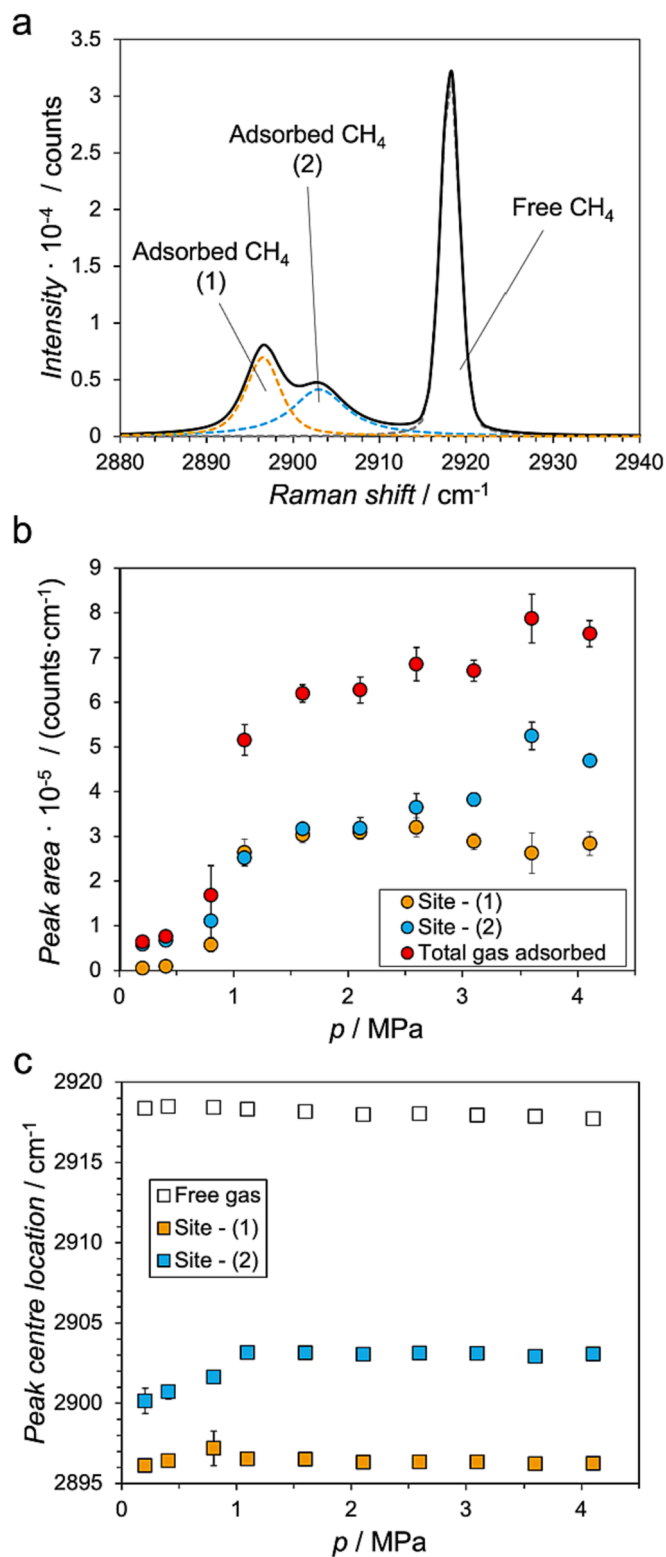 a
3.5
3
2.5
2
1.5
1
0.5
0
Intensity · 10⁻⁴ / counts
Adsorbed CH₄
(2)
Adsorbed CH₄
(1)
Free CH₄
2880 2890 2900 2910 2920 2930 2940
Raman shift / cm⁻¹
b
9
8
7
6
5
4
3
2
1
0
Peak area · 10⁻⁵ / (counts·cm⁻¹)
Site - (1)
Site - (2)
Total gas adsorbed
0 1 2 3 4
p / MPa
c
2920
2915
2910
2905
2900
2895
Peak centre location / cm⁻¹
Free gas
Site - (1)
Site - (2)
0 1 2 3 4
p / MPa